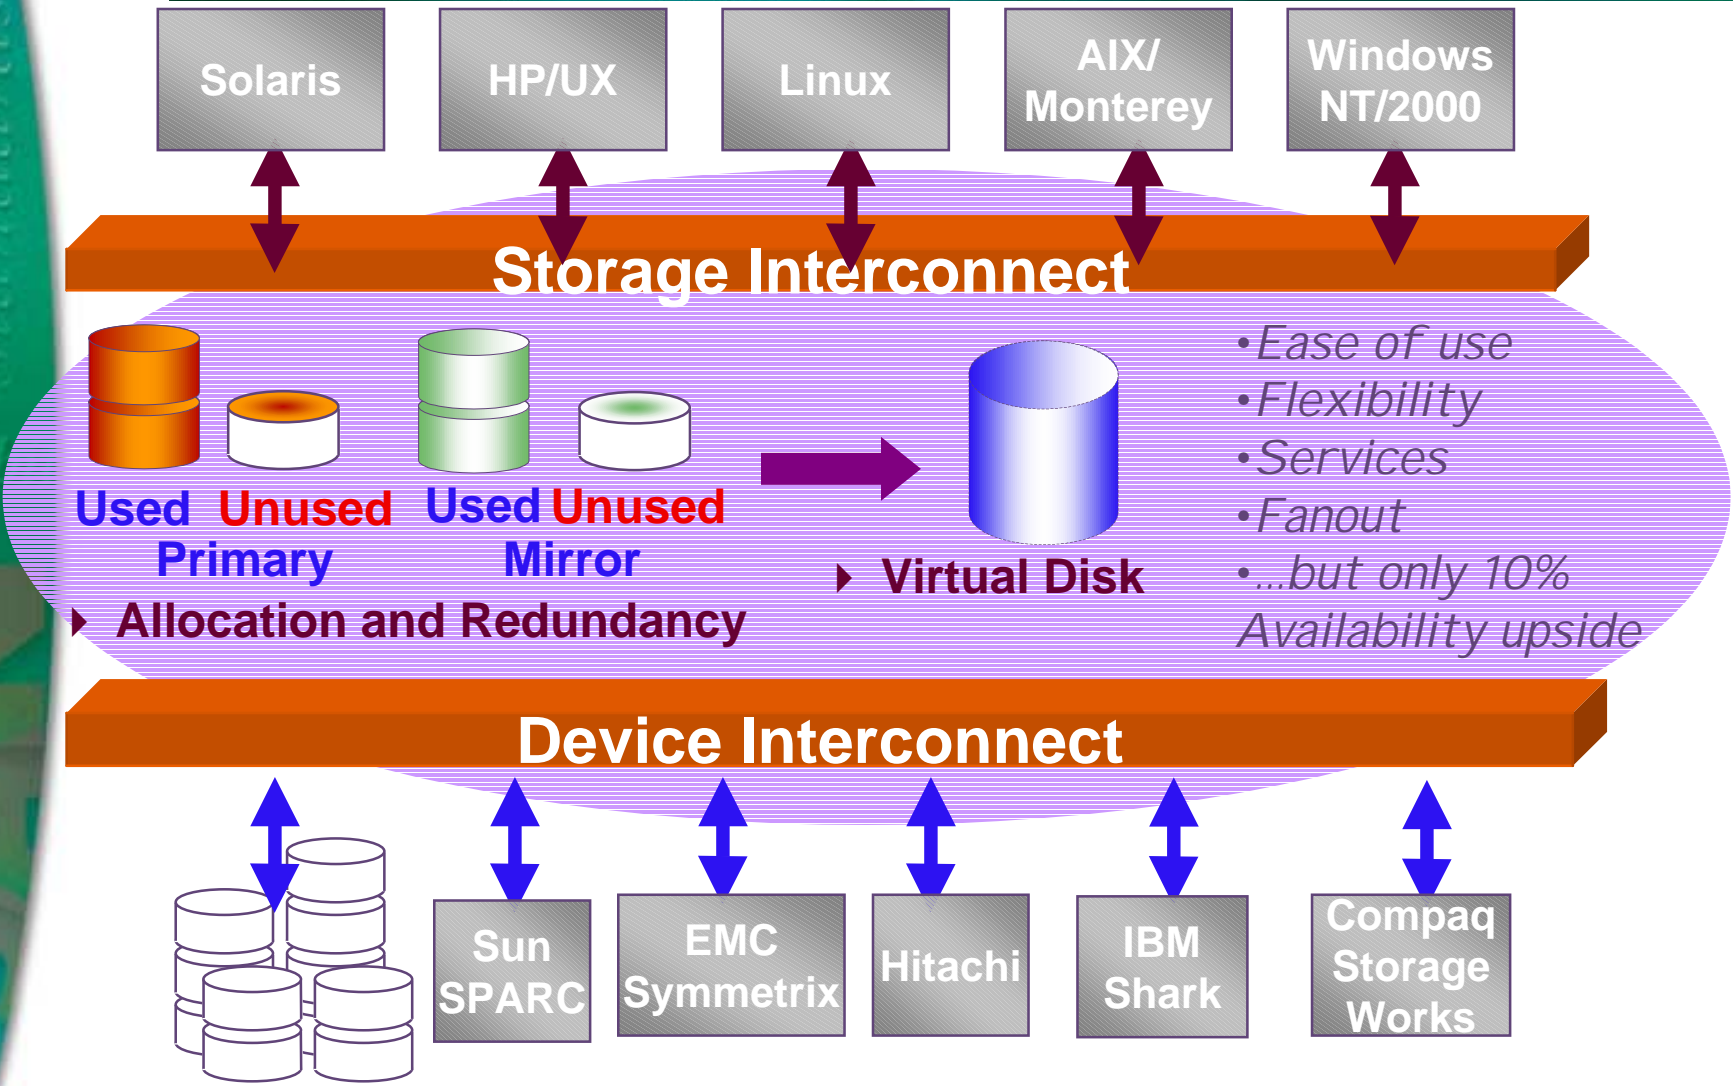 Solaris
HP/UX
Linux
AIX/
Monterey
Windows
NT/2000
Storage Interconnect
Used Unused
Primary
Used Unused
Mirror
Allocation and Redundancy
Virtual Disk
•Ease of use
•Flexibility
•Services
•Fanout
•...but only 10%
Availability upside
Device Interconnect
Sun
SPARC
EMC
Symmetrix
Hitachi
IBM
Shark
Compaq
Storage
Works